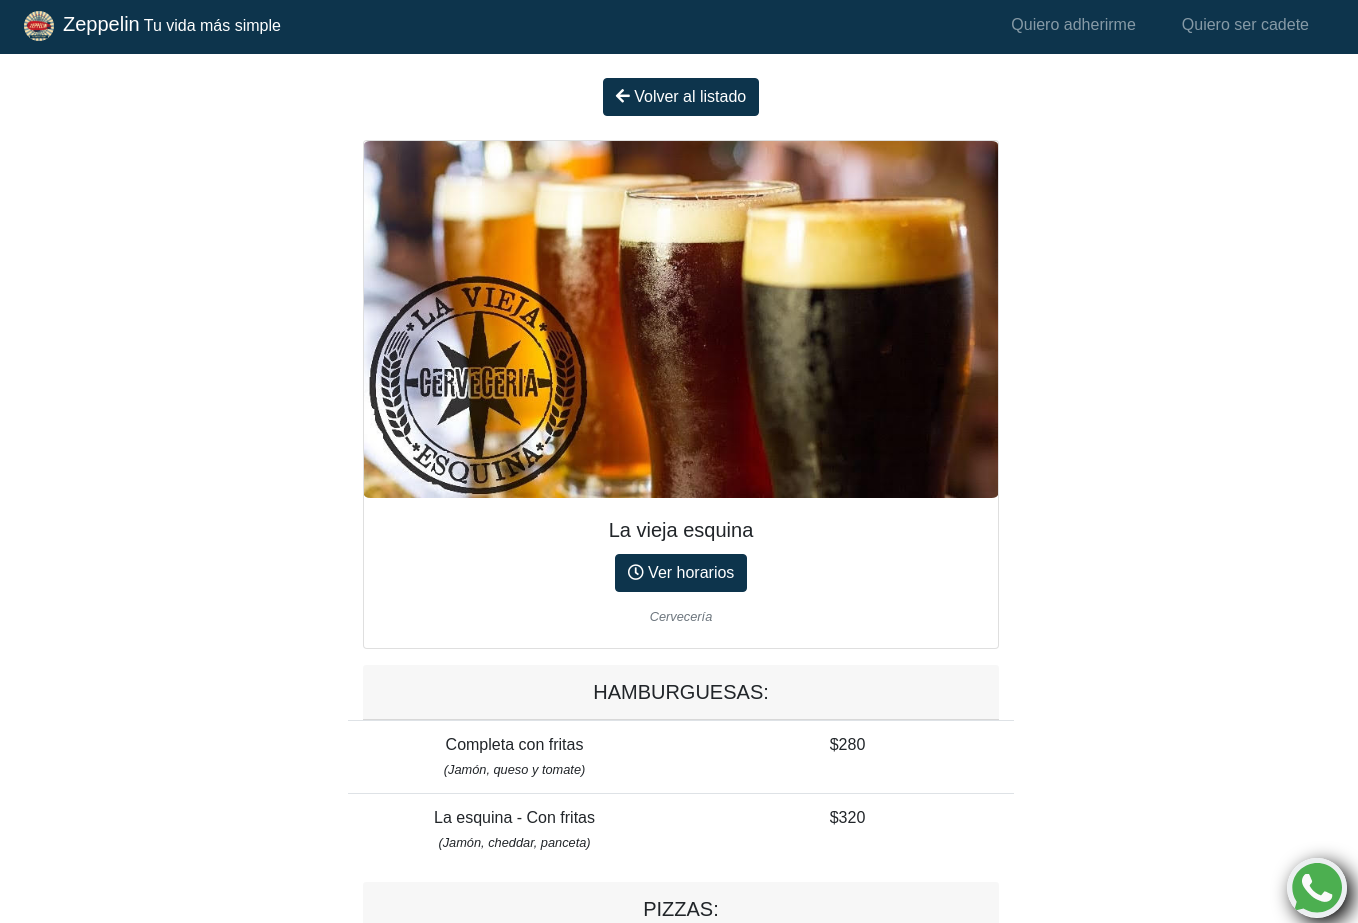 Zeppelin Tu vida más simple
Quiero adherirme
Quiero ser cadete
Volver al listado
LA VIEJA
CERVECERIA
ESQUINA
La vieja esquina
Ver horarios
Cervecería
HAMBURGUESAS:
Completa con fritas $280
(Jamón, queso y tomate)
La esquina - Con fritas $320
(Jamón, cheddar, panceta)
PIZZAS: